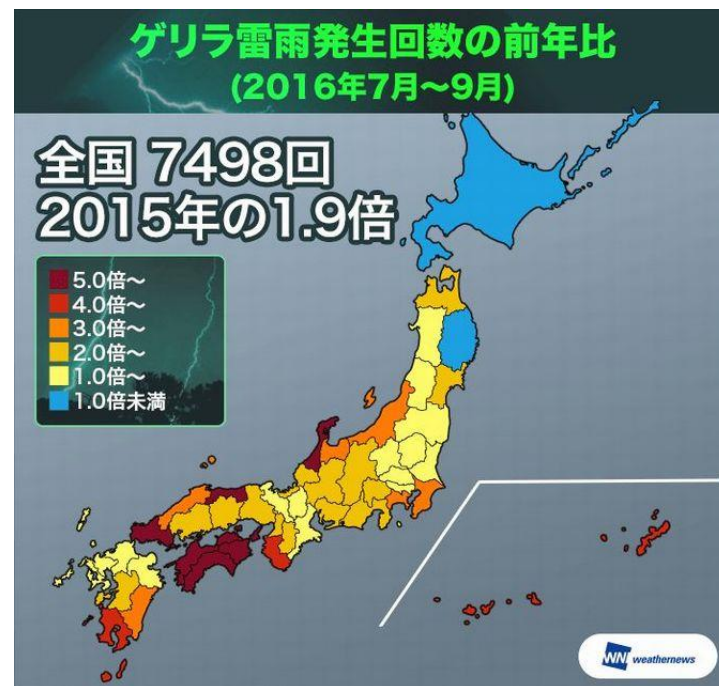 ゲリラ雷雨発生回数の前年比
(2016年7月〜9月)
全国 7498回
2015年の1.9倍
5.0倍〜
4.0倍〜
3.0倍〜
2.0倍〜
1.0倍〜
1.0倍未満
WNI weathernews